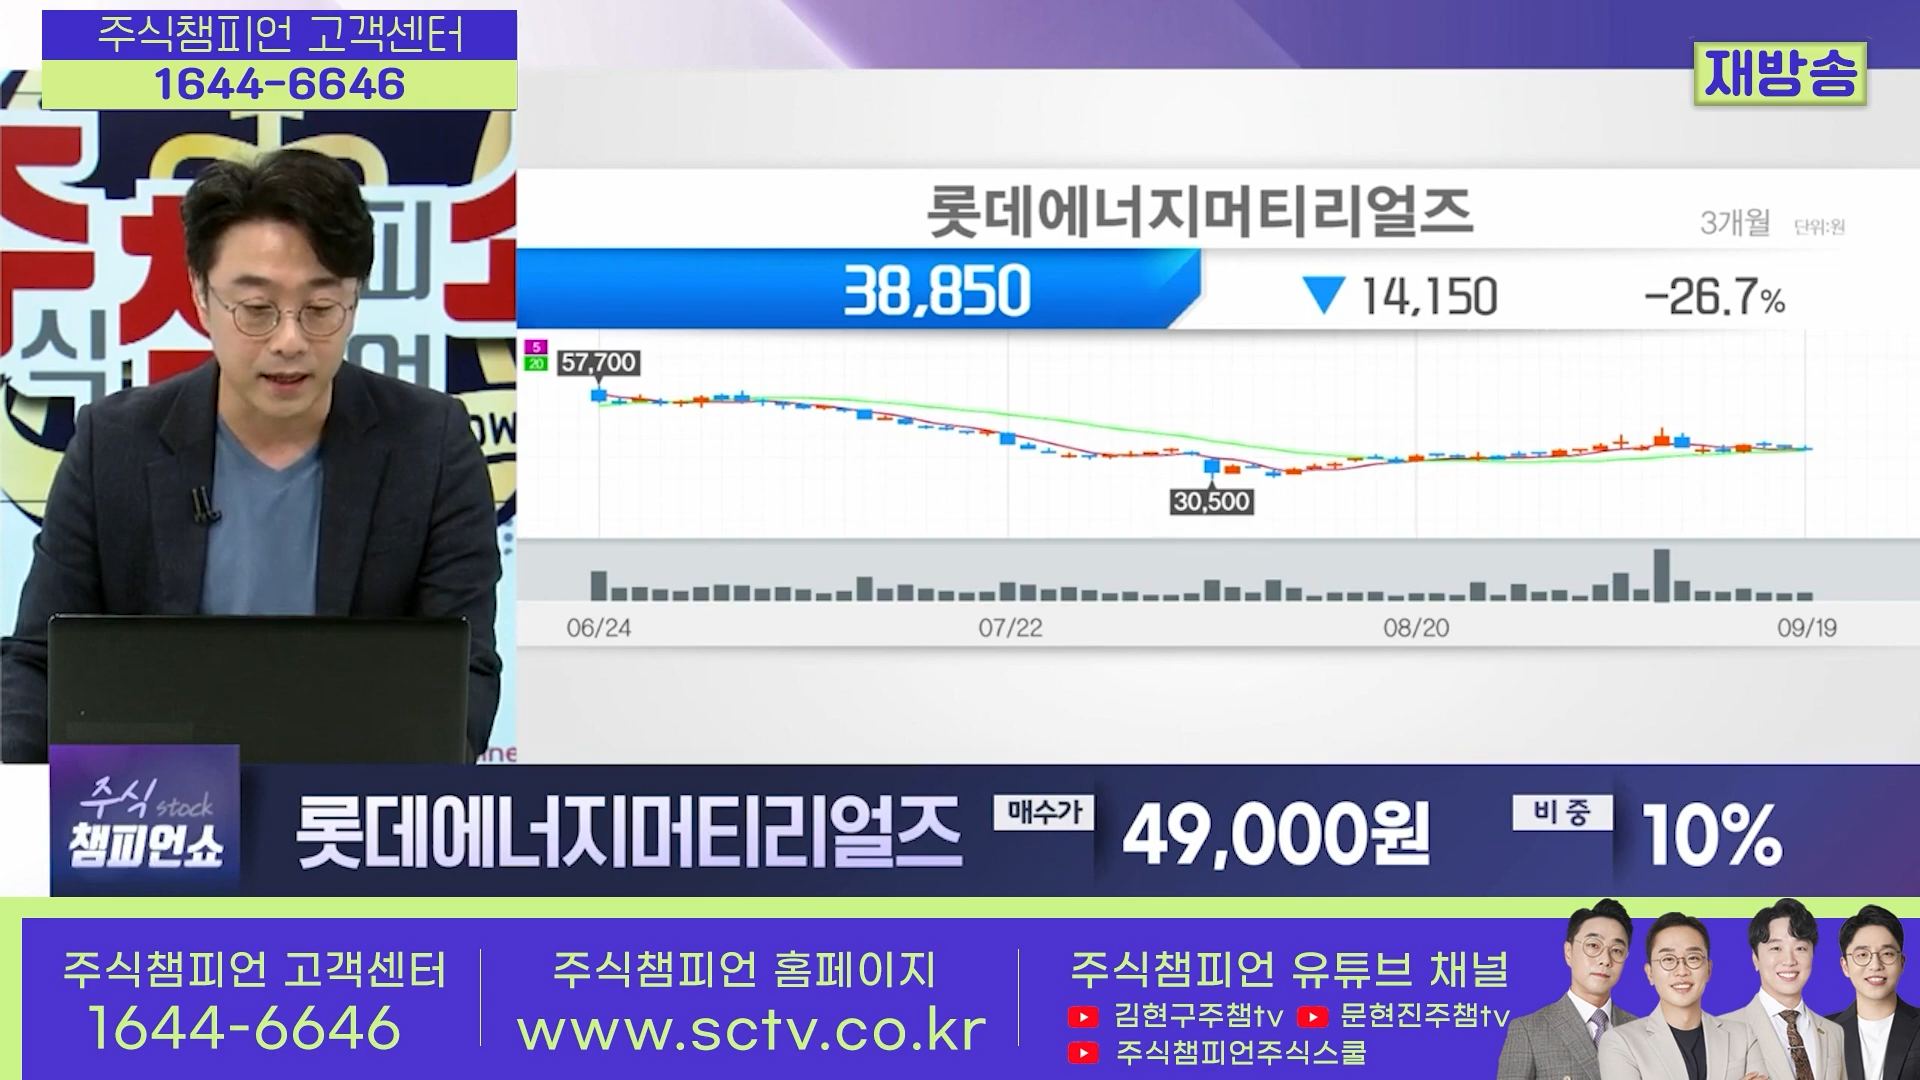 주식챔피언 고객센터
1644-6646
재방송
롯데에너지머티리얼즈
3개월 단위:원
38,850
▼14,150
-26.7%
5
20
57,700
30,500
06/24
07/22
08/20
09/19
주식 stock
챔피언쇼
롯데에너지머티리얼즈
매수가
49,000원
비중
10%
주식챔피언 고객센터
1644-6646
주식챔피언 홈페이지
www.sctv.co.kr
주식챔피언 유튜브 채널
김현구주챔tv 문현진주챔tv
주식챔피언주식스쿨